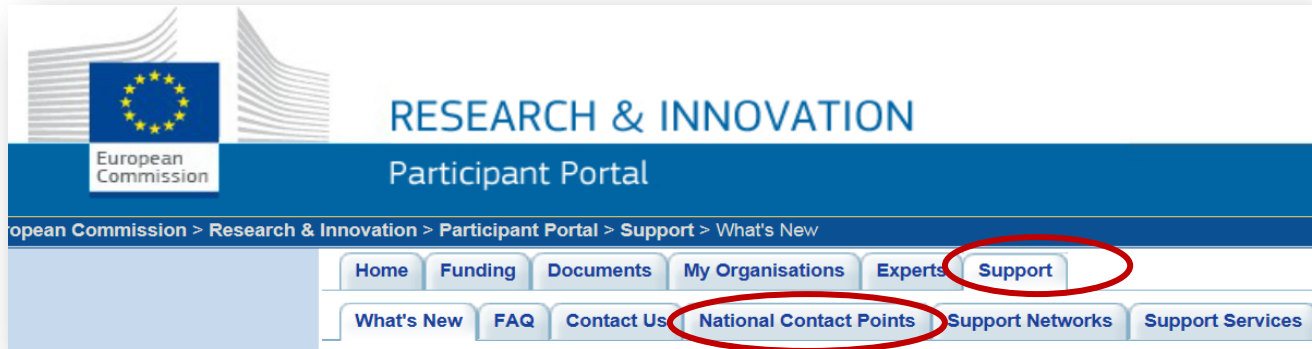 RESEARCH & INNOVATION
European
Commission
Participant Portal
opean Commission > Research & Innovation > Participant Portal > Support > What's New
Home Funding Documents My Organisations Experts Support
What's New FAQ Contact Us National Contact Points Support Networks Support Services